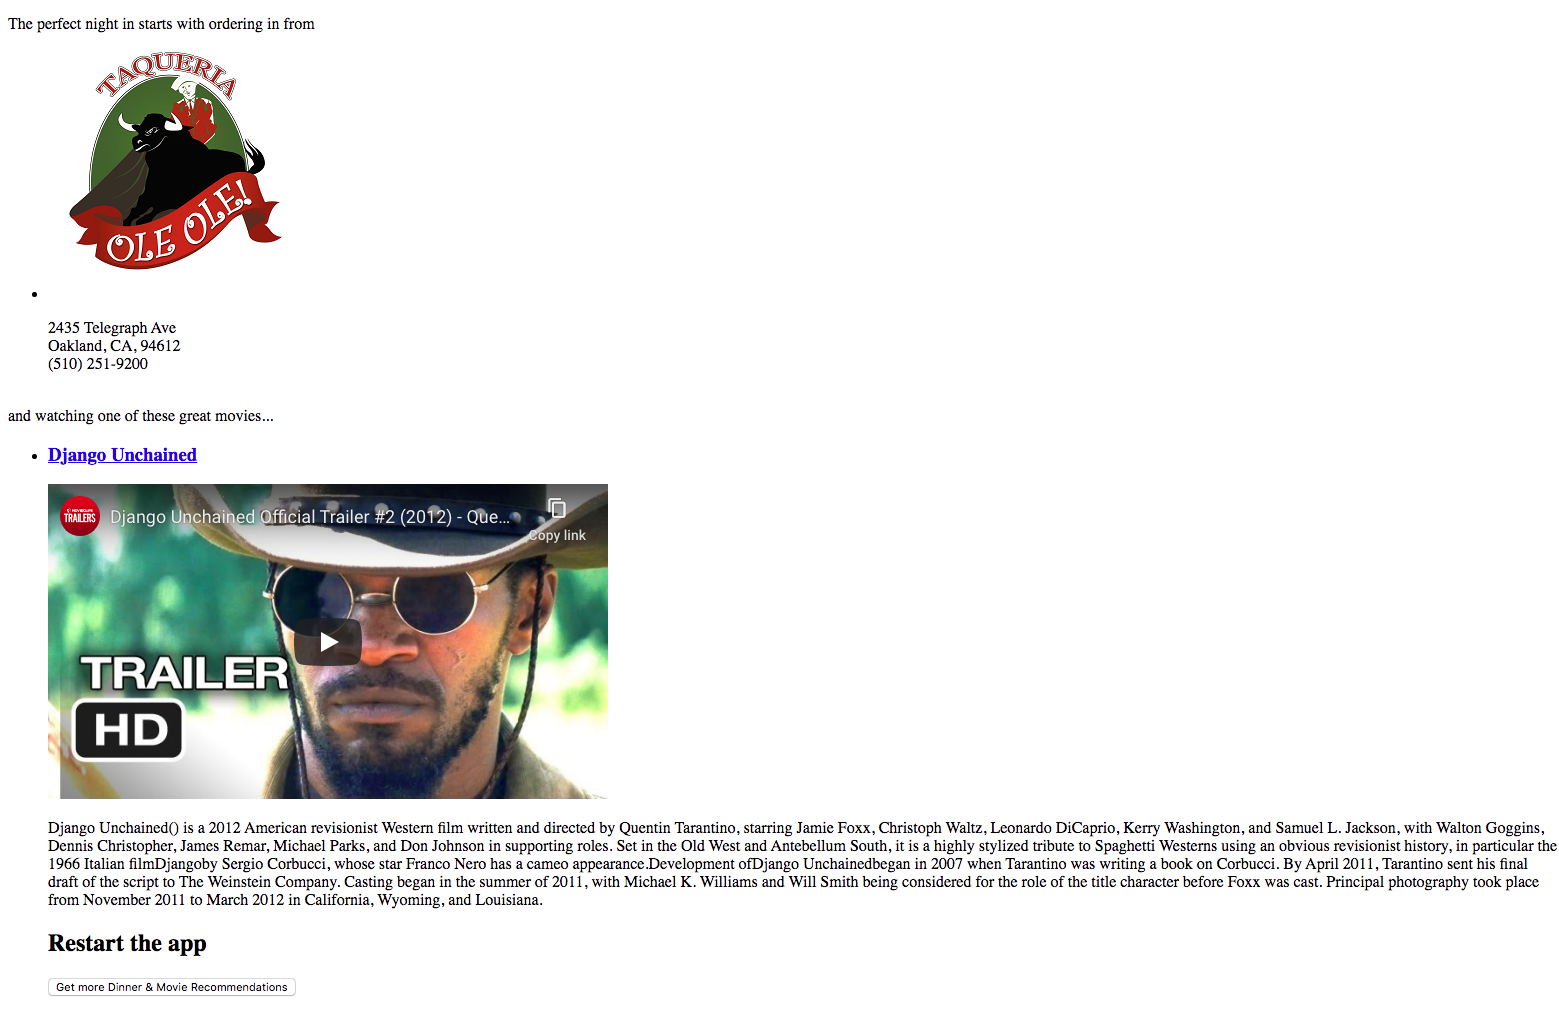 The perfect night in starts with ordering in from
TAQUERIA
OLE OLE!
2435 Telegraph Ave
Oakland, CA, 94612
(510) 251-9200
and watching one of these great movies...
Django Unchained
MOVIECLIPS
TRAILERS
Django Unchained Official Trailer #2 (2012) - Que...
Copy link
TRAILER
HD
Django Unchained() is a 2012 American revisionist Western film written and directed by Quentin Tarantino, starring Jamie Foxx, Christoph Waltz, Leonardo DiCaprio, Kerry Washington, and Samuel L. Jackson, with Walton Goggins,
Dennis Christopher, James Remar, Michael Parks, and Don Johnson in supporting roles. Set in the Old West and Antebellum South, it is a highly stylized tribute to Spaghetti Westerns using an obvious revisionist history, in particular the
1966 Italian filmDjangoby Sergio Corbucci, whose star Franco Nero has a cameo appearance.Development ofDjango Unchainedbegan in 2007 when Tarantino was writing a book on Corbucci. By April 2011, Tarantino sent his final
draft of the script to The Weinstein Company. Casting began in the summer of 2011, with Michael K. Williams and Will Smith being considered for the role of the title character before Foxx was cast. Principal photography took place
from November 2011 to March 2012 in California, Wyoming, and Louisiana.
Restart the app
Get more Dinner & Movie Recommendations